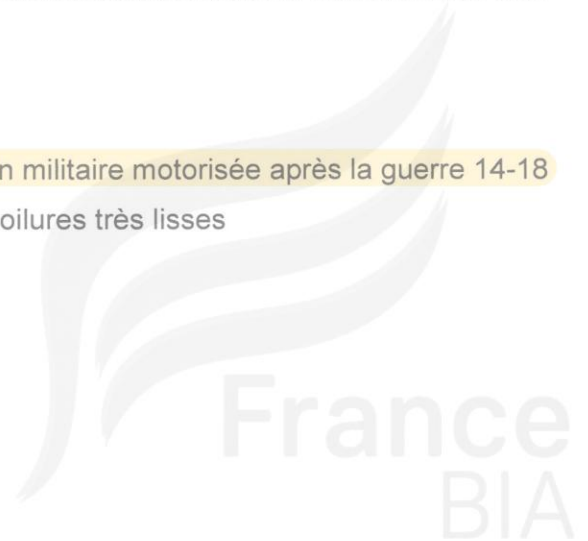 n militaire motorisée après la guerre 14-18
oilures très lisses
France
BIA